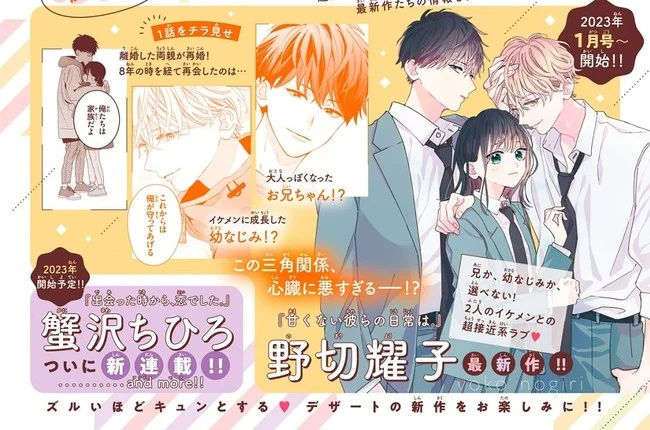 最新作たちの情報
2023年
1月号〜
開始!!
1話をチラ見せ
離婚した両親が再婚!
8年の時を経て再会したのは…
俺たちは
家族だよ
これからは
俺が守ってあげる
大人っぽくなった
お兄ちゃん!?
イケメンに成長した
幼なじみ!?
この三角関係、
心臓に悪すぎるーー!?
兄か、幼なじみか、
選べない!
2人のイケメンとの
超接近系ラブ♥
2023年
開始予定!!
『出会った時から、恋でした。』
蟹沢ちひろ
ついに新連載!!
...........and more!!
『甘くない彼らの日常は。』
野切耀子 最新作!!
yoko nogiri
ズルいほどキュンとする♥デザートの新作をお楽しみに!!